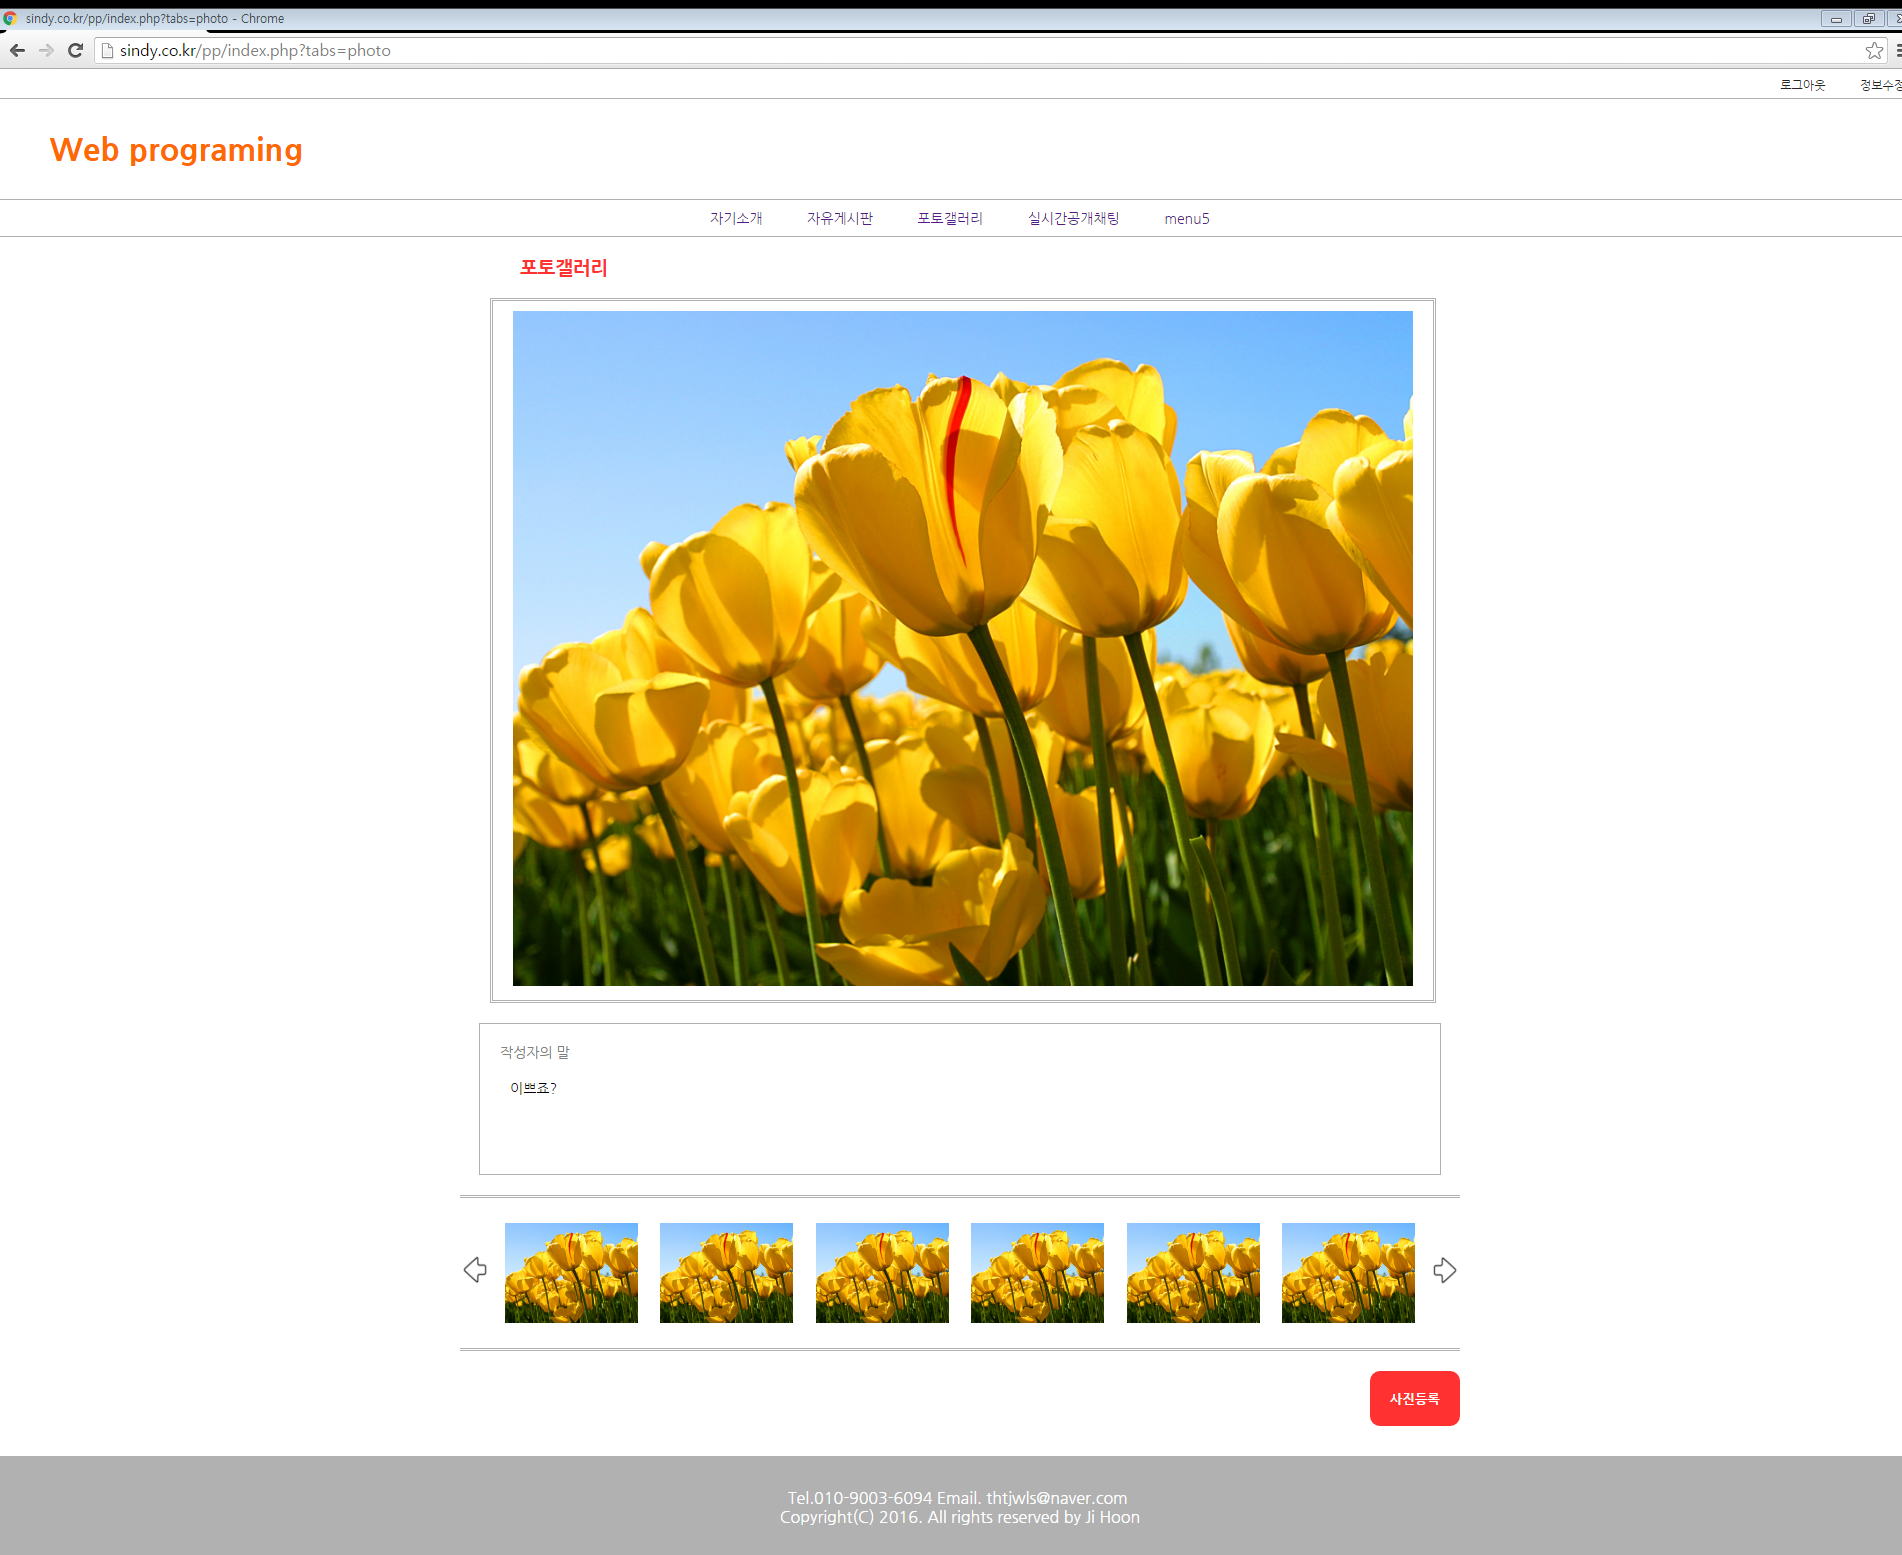 sindy.co.kr/pp/index.php?tabs=photo - Chrome
sindy.co.kr/pp/index.php?tabs=photo
로그아웃 정보수정
Web programing
자기소개 자유게시판 포토갤러리 실시간공개채팅 menu5
포토갤러리
작성자의 말
이쁘죠?
사진등록
Tel.010-9003-6094 Email. thtjwls@naver.com
Copyright(C) 2016. All rights reserved by Ji Hoon